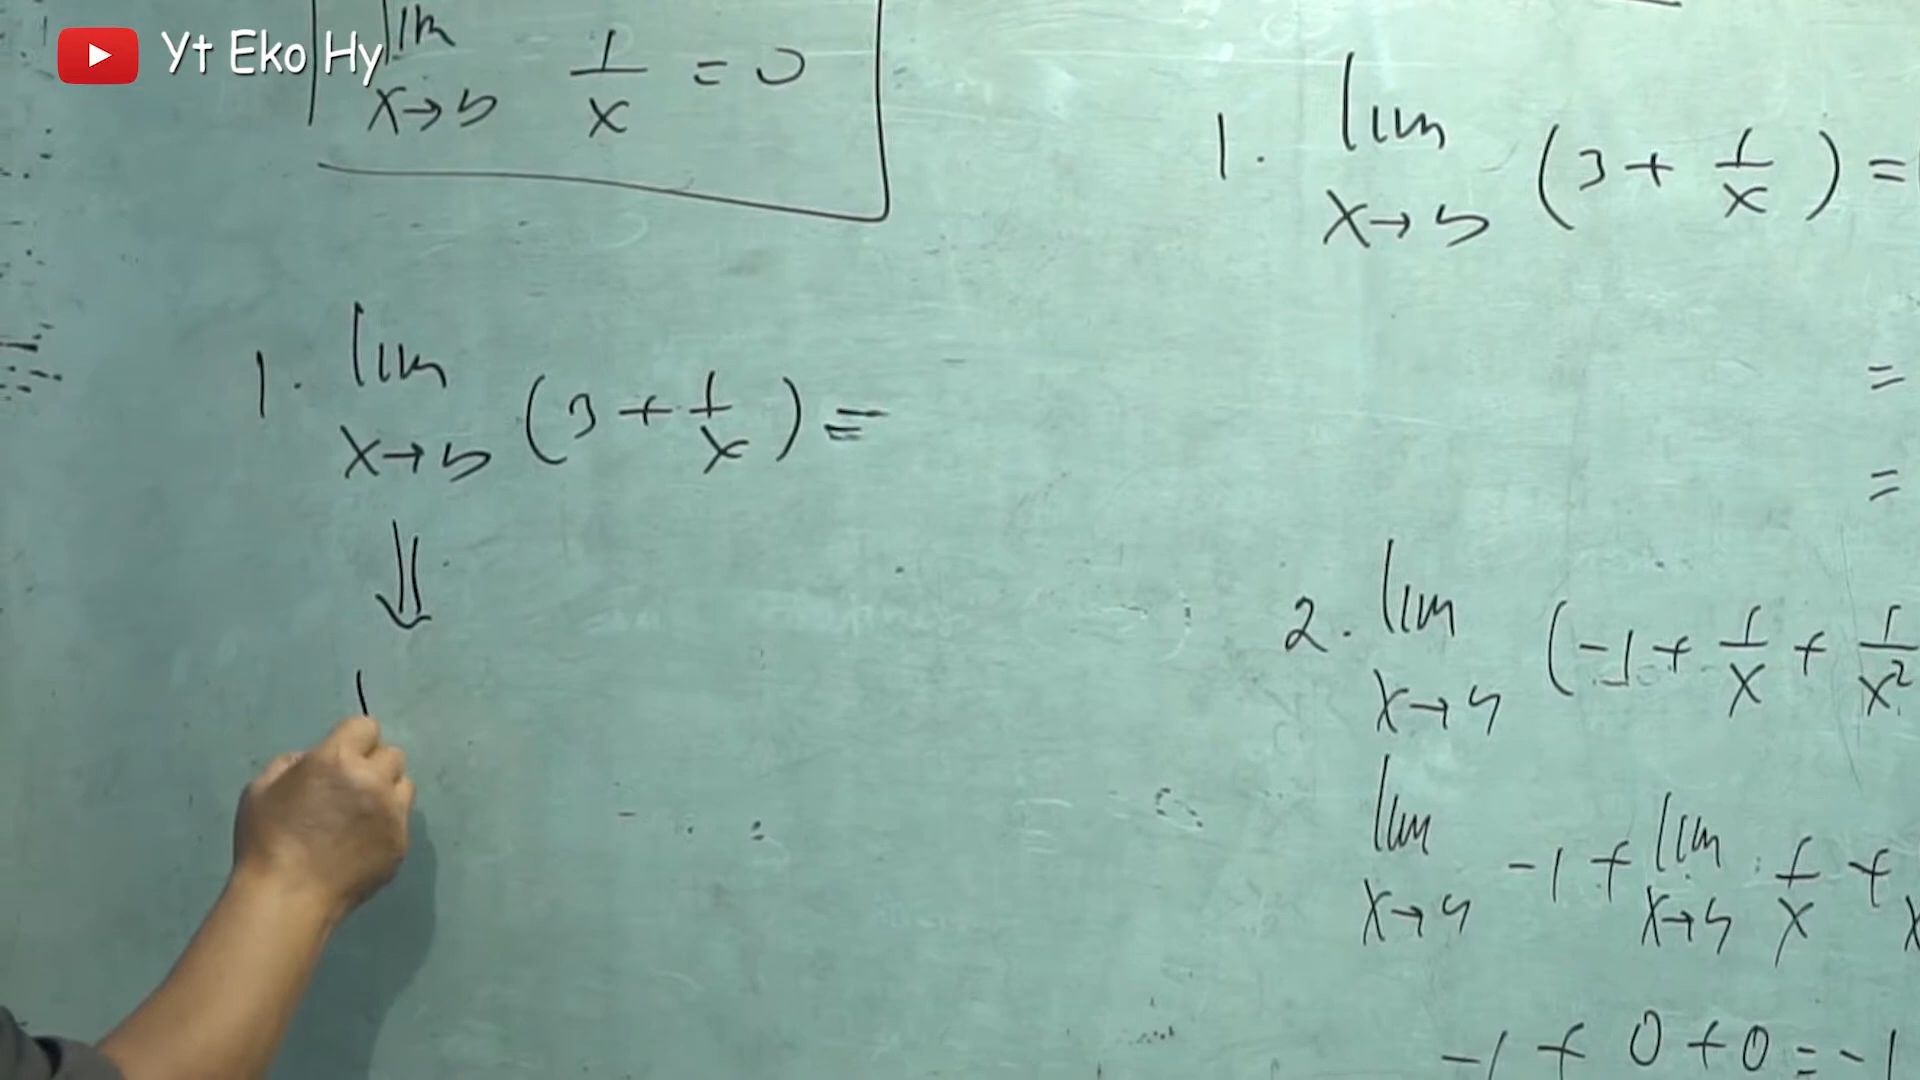 Yt Eko Hy
lim
x→∽ 1/x = 0
1. lim
x→∽ (3 + 1/x) =
⇓
1. lim
x→∽ (3 + 1/x) =
=
=
2. lim
x→∽ (-1 + 1/x + 1/x²
lim
x→∽ -1 + lim
x→∽ 1/x +
-1 + 0 + 0 = -1